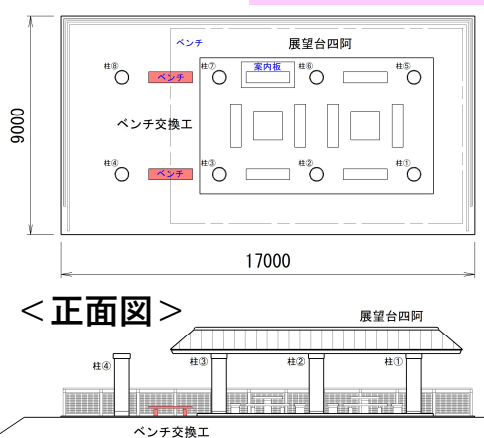 ベンチ
展望台四阿
柱⑧
ベンチ
柱⑦
案内板
柱⑥
柱⑤
ベンチ交換工
9000
柱④
ベンチ
柱③
柱②
柱①
17000
＜正面図＞
展望台四阿
柱④
柱③
柱②
柱①
ベンチ交換工